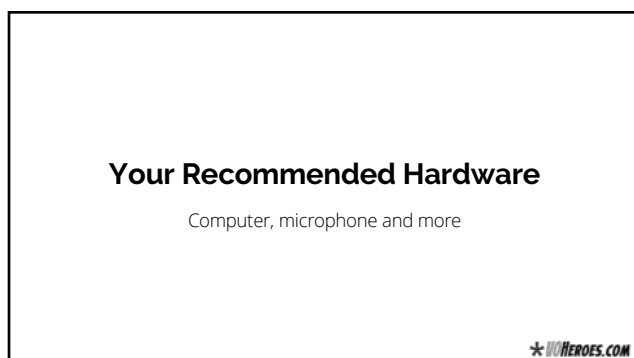 Your Recommended Hardware
Computer, microphone and more
VOHEROES.COM